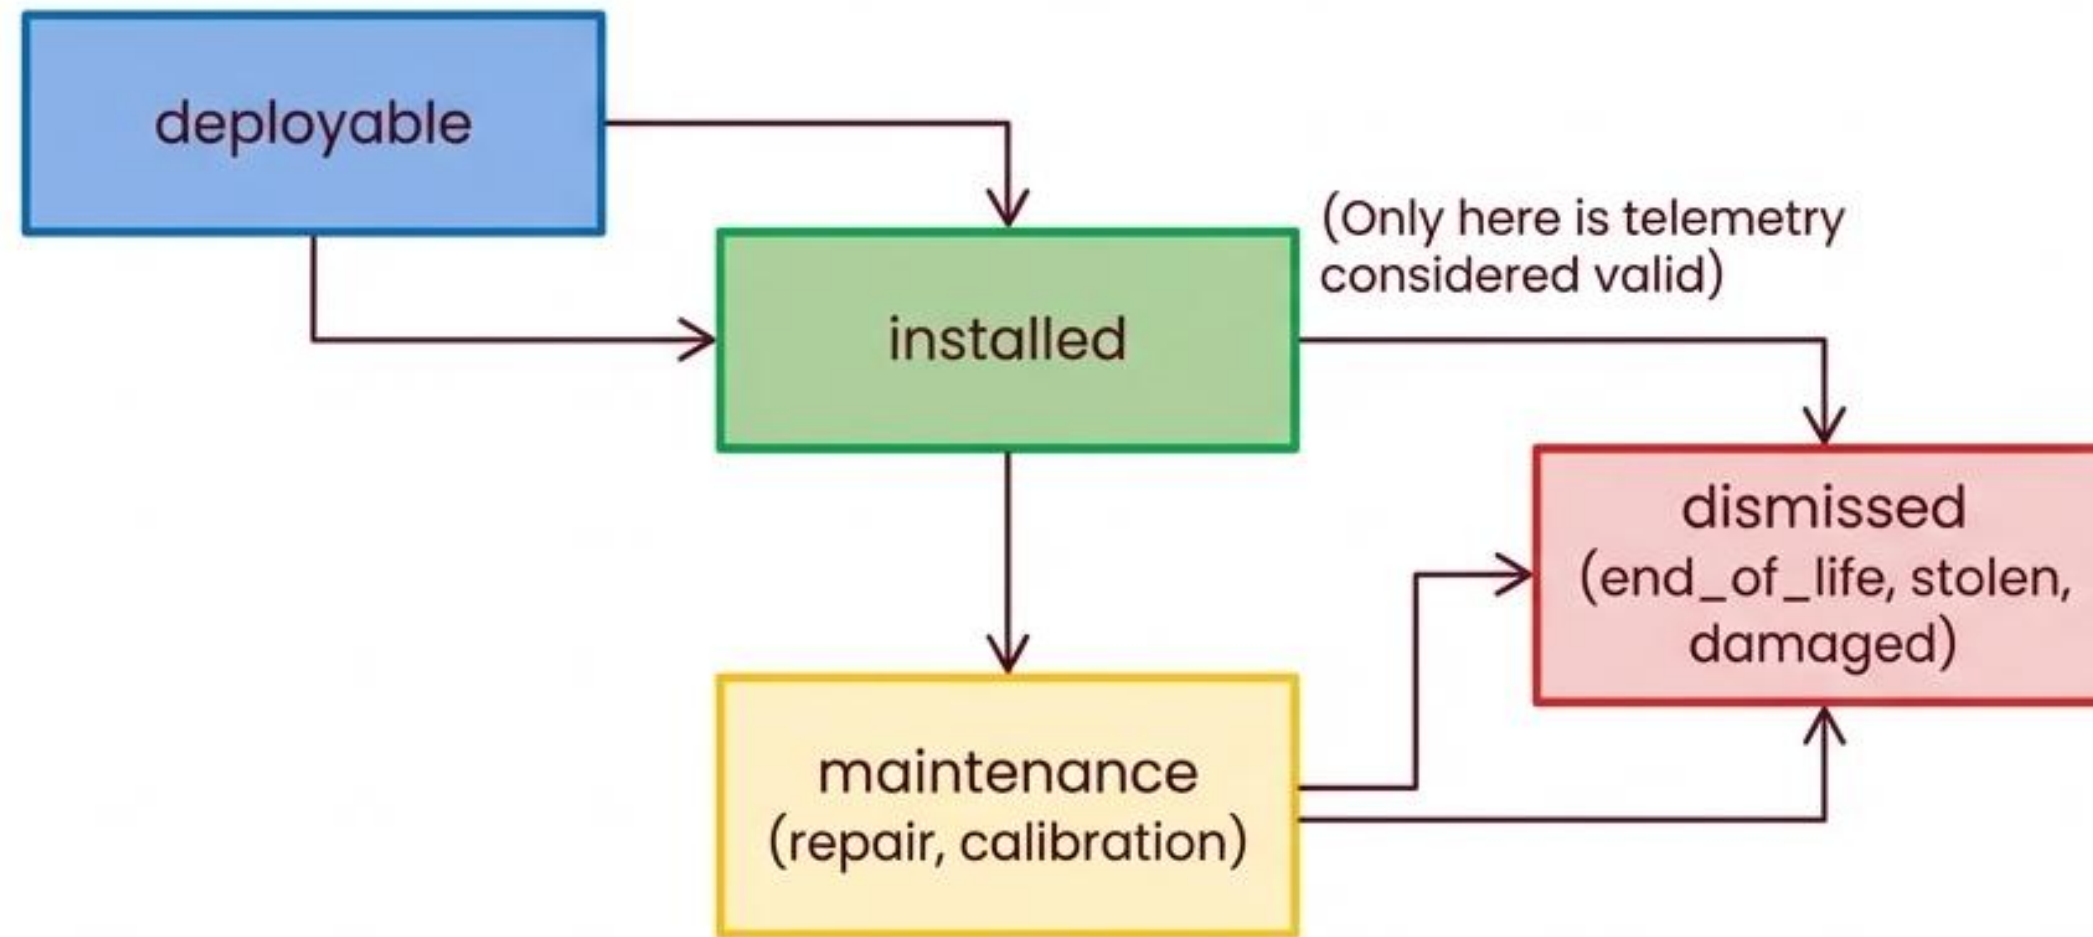 deployable
(Only here is telemetry
considered valid)
installed
dismissed
(end_of_life, stolen,
damaged)
maintenance
(repair, calibration)